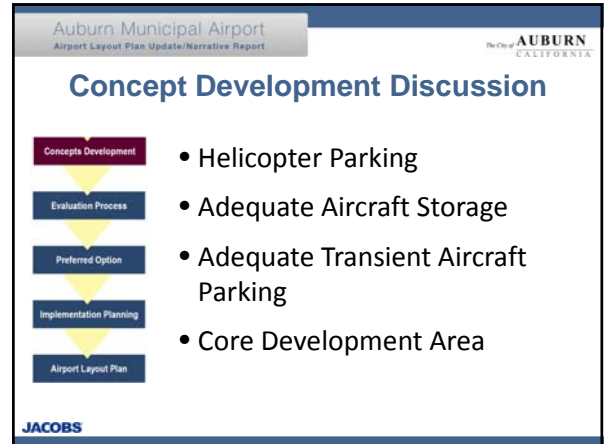 Auburn Municipal Airport
Airport Layout Plan Update/Narrative Report
The City of AUBURN
CALIFORNIA
Concept Development Discussion
Concepts Development
Evaluation Process
Preferred Option
Implementation Planning
Airport Layout Plan
• Helicopter Parking
• Adequate Aircraft Storage
• Adequate Transient Aircraft
Parking
• Core Development Area
JACOBS